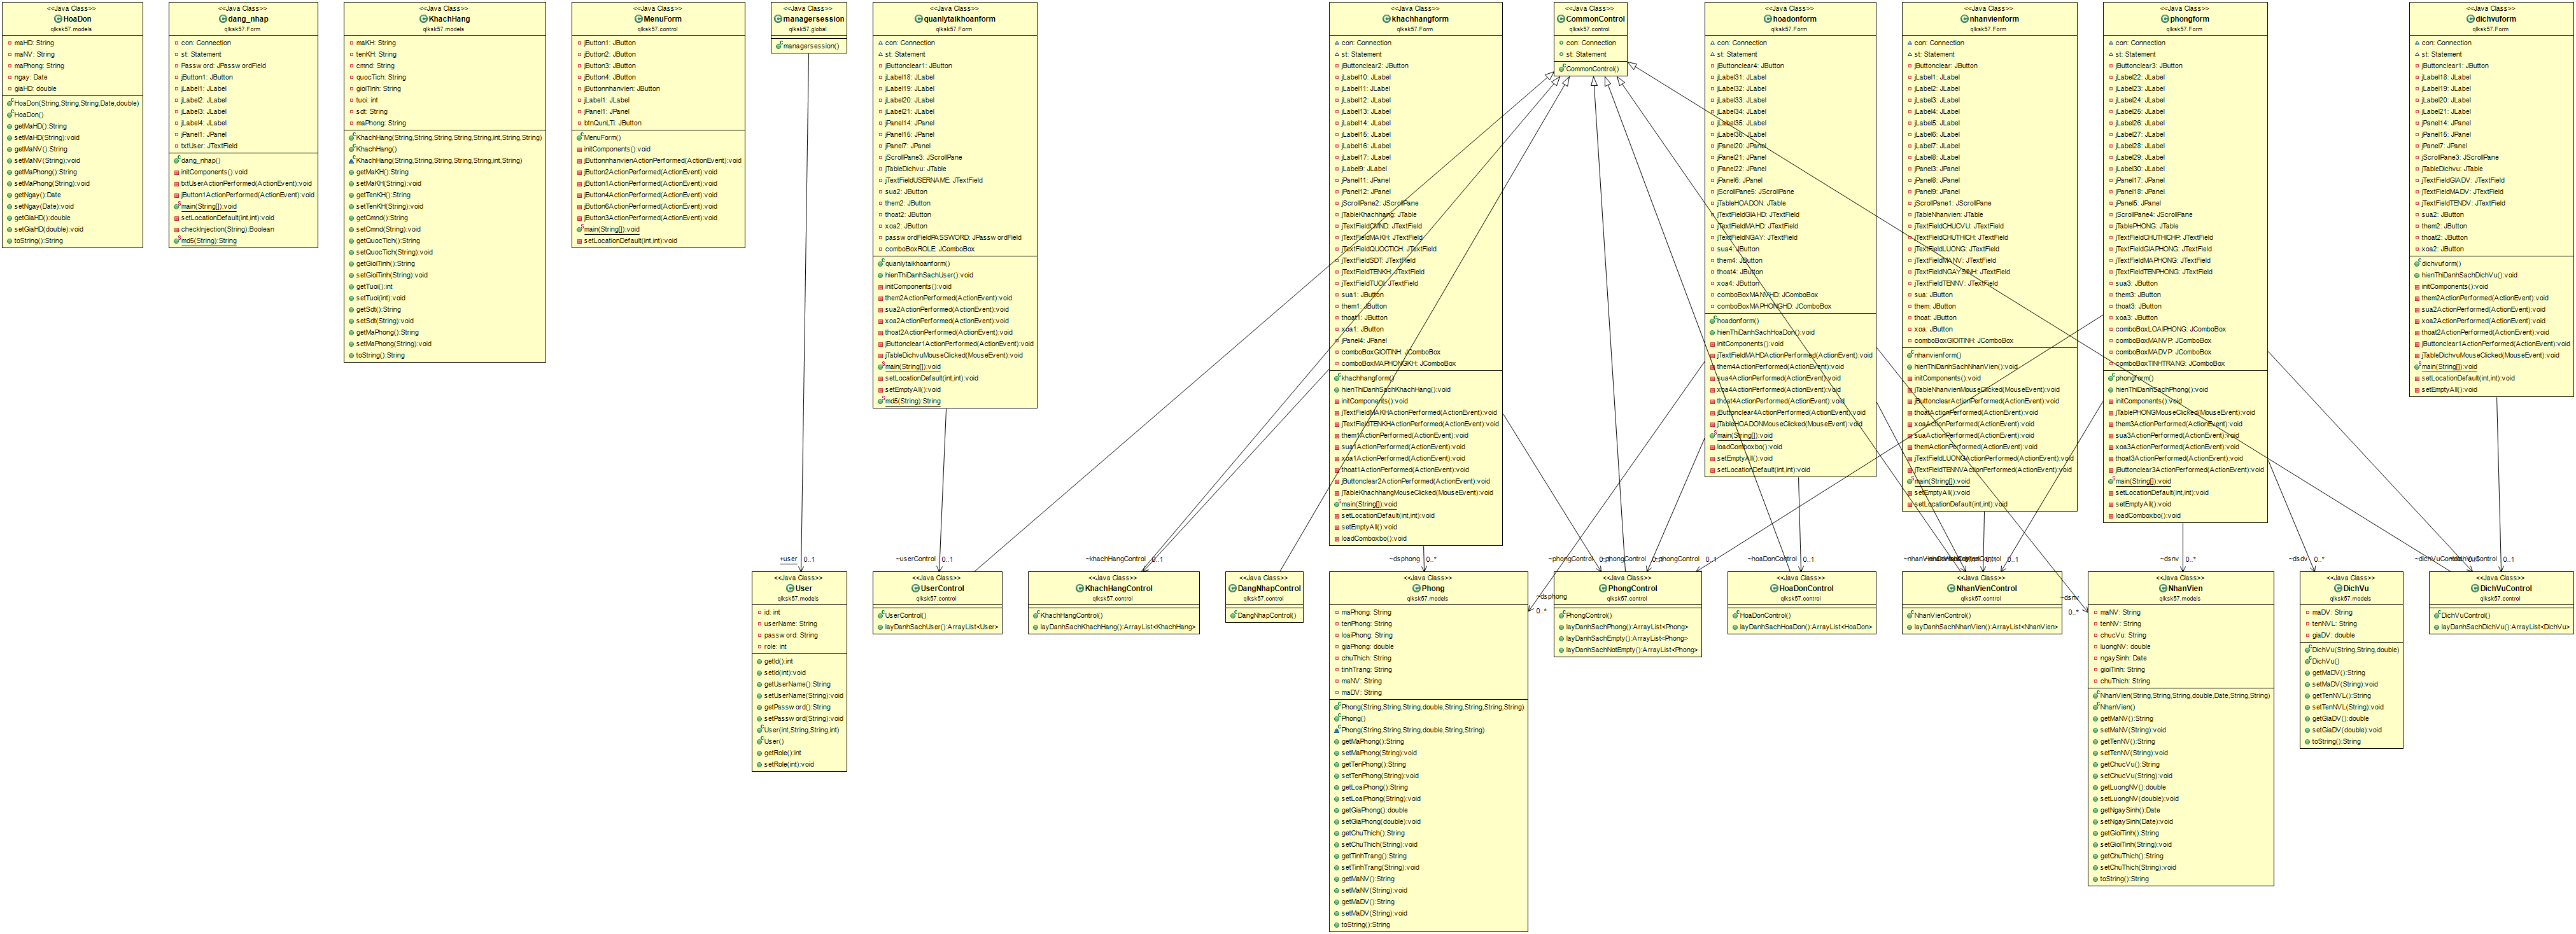 <<Java Class>>
HoaDon
qlksk57.models
maHD: String
maNV: String
maPhong: String
ngay: Date
giaHD: double
HoaDon(String,String,String,Date,double)
HoaDon()
getMaHD():String
setMaHD(String):void
getMaNV():String
setMaNV(String):void
getMaPhong():String
setMaPhong(String):void
getNgay():Date
setNgay(Date):void
getGiaHD():double
setGiaHD(double):void
toString():String
<<Java Class>>
dang_nhap
qlksk57.Form
con: Connection
st: Statement
Password: JPasswordField
jButton1: JButton
jLabel1: JLabel
jLabel2: JLabel
jLabel3: JLabel
jLabel4: JLabel
jPanel1: JPanel
txtUser: JTextField
dang_nhap()
initComponents():void
txtUserActionPerformed(ActionEvent):void
jButton1ActionPerformed(ActionEvent):void
main(String[]):void
setLocationDefault(int,int):void
checkInjection(String):Boolean
md5(String):String
<<Java Class>>
KhachHang
qlksk57.models
maKH: String
tenKH: String
cmnd: String
quocTich: String
gioiTinh: String
tuoi: int
sdt: String
maPhong: String
KhachHang(String,String,String,String,String,int,String,String)
KhachHang()
KhachHang(String,String,String,String,String,int,String)
getMaKH():String
setMaKH(String):void
getTenKH():String
setTenKH(String):void
getCmnd():String
setCmnd(String):void
getQuocTich():String
setQuocTich(String):void
getGioiTinh():String
setGioiTinh(String):void
getTuoi():int
setTuoi(int):void
getSdt():String
setSdt(String):void
getMaPhong():String
setMaPhong(String):void
toString():String
<<Java Class>>
MenuForm
qlksk57.control
jButton1: JButton
jButton2: JButton
jButton3: JButton
jButton4: JButton
jButtonnhanvien: JButton
jLabel1: JLabel
jPanel1: JPanel
btnQunLTi: JButton
MenuForm()
initComponents():void
jButtonnhanvienActionPerformed(ActionEvent):void
jButton2ActionPerformed(ActionEvent):void
jButton1ActionPerformed(ActionEvent):void
jButton4ActionPerformed(ActionEvent):void
jButton6ActionPerformed(ActionEvent):void
jButton3ActionPerformed(ActionEvent):void
main(String[]):void
setLocationDefault(int,int):void
<<Java Class>>
managersession
qlksk57.global
managersession()
<<Java Class>>
quanlytaikhoanform
qlksk57.Form
con: Connection
st: Statement
jButtonclear1: JButton
jLabel18: JLabel
jLabel19: JLabel
jLabel20: JLabel
jLabel21: JLabel
jPanel14: JPanel
jPanel15: JPanel
jPanel7: JPanel
jScrollPane3: JScrollPane
jTableDichvu: JTable
jTextFieldUSERNAME: JTextField
sua2: JButton
them2: JButton
thoat2: JButton
xoa2: JButton
passwordFieldPASSWORD: JPasswordField
comboBoxROLE: JComboBox
quanlytaikhoanform()
hienThiDanhSachUser():void
initComponents():void
them2ActionPerformed(ActionEvent):void
sua2ActionPerformed(ActionEvent):void
xoa2ActionPerformed(ActionEvent):void
thoat2ActionPerformed(ActionEvent):void
jButtonclear1ActionPerformed(ActionEvent):void
jTableDichvuMouseClicked(MouseEvent):void
main(String[]):void
setLocationDefault(int,int):void
setEmptyAll():void
md5(String):String
<<Java Class>>
khachhangform
qlksk57.Form
con: Connection
st: Statement
jButtonclear2: JButton
jLabel10: JLabel
jLabel11: JLabel
jLabel12: JLabel
jLabel13: JLabel
jLabel14: JLabel
jLabel15: JLabel
jLabel16: JLabel
jLabel17: JLabel
jLabel9: JLabel
jPanel11: JPanel
jPanel12: JPanel
jScrollPane2: JScrollPane
jTableKhachhang: JTable
jTextFieldCMND: JTextField
jTextFieldMAKH: JTextField
jTextFieldQUOCTICH: JTextField
jTextFieldSDT: JTextField
jTextFieldTENKH: JTextField
jTextFieldTUOI: JTextField
sua1: JButton
them1: JButton
thoat1: JButton
xoa1: JButton
jPanel4: JPanel
comboBoxGIOITINH: JComboBox
comboBoxMAPHONGKH: JComboBox
khachhangform()
hienThiDanhSachKhachHang():void
initComponents():void
jTextFieldMAKHActionPerformed(ActionEvent):void
jTextFieldTENKHActionPerformed(ActionEvent):void
them1ActionPerformed(ActionEvent):void
sua1ActionPerformed(ActionEvent):void
xoa1ActionPerformed(ActionEvent):void
thoat1ActionPerformed(ActionEvent):void
jButtonclear2ActionPerformed(ActionEvent):void
jTableKhachhangMouseClicked(MouseEvent):void
main(String[]):void
setLocationDefault(int,int):void
setEmptyAll():void
loadComboxbo():void
<<Java Class>>
CommonControl
qlksk57.control
con: Connection
st: Statement
CommonControl()
<<Java Class>>
hoadonform
qlksk57.Form
con: Connection
st: Statement
jButtonclear4: JButton
jLabel31: JLabel
jLabel32: JLabel
jLabel33: JLabel
jLabel34: JLabel
jLabel35: JLabel
jLabel36: JLabel
jPanel20: JPanel
jPanel21: JPanel
jPanel22: JPanel
jPanel6: JPanel
jScrollPane5: JScrollPane
jTableHOADON: JTable
jTextFieldGIAHD: JTextField
jTextFieldMAHD: JTextField
jTextFieldNGAY: JTextField
sua4: JButton
them4: JButton
thoat4: JButton
xoa4: JButton
comboBoxMANVHD: JComboBox
comboBoxMAPHONGHD: JComboBox
hoadonform()
hienThiDanhSachHoaDon():void
initComponents():void
jTextFieldMAHDActionPerformed(ActionEvent):void
them4ActionPerformed(ActionEvent):void
sua4ActionPerformed(ActionEvent):void
xoa4ActionPerformed(ActionEvent):void
thoat4ActionPerformed(ActionEvent):void
jButtonclear4ActionPerformed(ActionEvent):void
jTableHOADONMouseClicked(MouseEvent):void
main(String[]):void
loadComboxbo():void
setEmptyAll():void
setLocationDefault(int,int):void
<<Java Class>>
nhanvienform
qlksk57.Form
con: Connection
st: Statement
jButtonclear: JButton
jLabel1: JLabel
jLabel2: JLabel
jLabel3: JLabel
jLabel4: JLabel
jLabel5: JLabel
jLabel6: JLabel
jLabel7: JLabel
jLabel8: JLabel
jPanel3: JPanel
jPanel8: JPanel
jPanel9: JPanel
jScrollPane1: JScrollPane
jTableNhanvien: JTable
jTextFieldCHUCVU: JTextField
jTextFieldCHUTHICH: JTextField
jTextFieldLUONG: JTextField
jTextFieldMANV: JTextField
jTextFieldNGAYSINH: JTextField
jTextFieldTENNV: JTextField
sua: JButton
them: JButton
thoat: JButton
xoa: JButton
comboBoxGIOITINH: JComboBox
nhanvienform()
hienThiDanhSachNhanVien():void
initComponents():void
jTableNhanvienMouseClicked(MouseEvent):void
jButtonclearActionPerformed(ActionEvent):void
thoatActionPerformed(ActionEvent):void
xoaActionPerformed(ActionEvent):void
suaActionPerformed(ActionEvent):void
themActionPerformed(ActionEvent):void
jTextFieldLUONGActionPerformed(ActionEvent):void
jTextFieldTENNVActionPerformed(ActionEvent):void
main(String[]):void
setEmptyAll():void
setLocationDefault(int,int):void
<<Java Class>>
phongform
qlksk57.Form
con: Connection
st: Statement
jButtonclear3: JButton
jLabel22: JLabel
jLabel23: JLabel
jLabel24: JLabel
jLabel25: JLabel
jLabel26: JLabel
jLabel27: JLabel
jLabel28: JLabel
jLabel29: JLabel
jLabel30: JLabel
jPanel17: JPanel
jPanel18: JPanel
jPanel5: JPanel
jScrollPane4: JScrollPane
jTablePHONG: JTable
jTextFieldCHUTHICHP: JTextField
jTextFieldGIAPHONG: JTextField
jTextFieldMAPHONG: JTextField
jTextFieldTENPHONG: JTextField
sua3: JButton
them3: JButton
thoat3: JButton
xoa3: JButton
comboBoxLOAIPHONG: JComboBox
comboBoxMANVP: JComboBox
comboBoxMADVP: JComboBox
comboBoxTINHTRANG: JComboBox
phongform()
hienThiDanhSachPhong():void
initComponents():void
jTablePHONGMouseClicked(MouseEvent):void
them3ActionPerformed(ActionEvent):void
sua3ActionPerformed(ActionEvent):void
xoa3ActionPerformed(ActionEvent):void
thoat3ActionPerformed(ActionEvent):void
jButtonclear3ActionPerformed(ActionEvent):void
main(String[]):void
setLocationDefault(int,int):void
setEmptyAll():void
loadComboxbo():void
<<Java Class>>
dichvuform
qlksk57.Form
con: Connection
st: Statement
jButtonclear1: JButton
jLabel18: JLabel
jLabel19: JLabel
jLabel20: JLabel
jLabel21: JLabel
jPanel14: JPanel
jPanel15: JPanel
jPanel7: JPanel
jScrollPane3: JScrollPane
jTableDichvu: JTable
jTextFieldGIADV: JTextField
jTextFieldMADV: JTextField
jTextFieldTENDV: JTextField
sua2: JButton
them2: JButton
thoat2: JButton
xoa2: JButton
dichvuform()
hienThiDanhSachDichVu():void
initComponents():void
them2ActionPerformed(ActionEvent):void
sua2ActionPerformed(ActionEvent):void
xoa2ActionPerformed(ActionEvent):void
thoat2ActionPerformed(ActionEvent):void
jButtonclear1ActionPerformed(ActionEvent):void
jTableDichvuMouseClicked(MouseEvent):void
main(String[]):void
setLocationDefault(int,int):void
setEmptyAll():void
+user 0..1
~userControl 0..1
~khachHangControl 0..1
~dsphong 0..*
~phongControl
~phongControl
~phongControl 0..1
~hoaDonControl 0..1
0..1
~dsnv 0..*
~dsdv 0..*
~dichVuControl 0..1
~dsphong
0..*
~dsnv
0..*
<<Java Class>>
User
qlksk57.models
id: int
userName: String
password: String
role: int
getId():int
setId(int):void
getUserName():String
setUserName(String):void
getPassword():String
setPassword(String):void
User(int,String,String,int)
User()
getRole():int
setRole(int):void
<<Java Class>>
UserControl
qlksk57.control
UserControl()
layDanhSachUser():ArrayList<User>
<<Java Class>>
KhachHangControl
qlksk57.control
KhachHangControl()
layDanhSachKhachHang():ArrayList<KhachHang>
<<Java Class>>
DangNhapControl
qlksk57.control
DangNhapControl()
<<Java Class>>
Phong
qlksk57.models
maPhong: String
tenPhong: String
loaiPhong: String
giaPhong: double
chuThich: String
tinhTrang: String
maNV: String
maDV: String
Phong(String,String,String,double,String,String,String,String)
Phong()
Phong(String,String,String,double,String,String)
getMaPhong():String
setMaPhong(String):void
getTenPhong():String
setTenPhong(String):void
getLoaiPhong():String
setLoaiPhong(String):void
getGiaPhong():double
setGiaPhong(double):void
getChuThich():String
setChuThich(String):void
getTinhTrang():String
setTinhTrang(String):void
getMaNV():String
setMaNV(String):void
getMaDV():String
setMaDV(String):void
toString():String
<<Java Class>>
PhongControl
qlksk57.control
PhongControl()
layDanhSachPhong():ArrayList<Phong>
layDanhSachEmpty():ArrayList<Phong>
layDanhSachNotEmpty():ArrayList<Phong>
<<Java Class>>
HoaDonControl
qlksk57.control
HoaDonControl()
layDanhSachHoaDon():ArrayList<HoaDon>
<<Java Class>>
NhanVienControl
qlksk57.control
NhanVienControl()
layDanhSachNhanVien():ArrayList<NhanVien>
<<Java Class>>
NhanVien
qlksk57.models
maNV: String
tenNV: String
chucVu: String
luongNV: double
ngaySinh: Date
gioiTinh: String
chuThich: String
NhanVien(String,String,String,double,Date,String,String)
NhanVien()
getMaNV():String
setMaNV(String):void
getTenNV():String
setTenNV(String):void
getChucVu():String
setChucVu(String):void
getLuongNV():double
setLuongNV(double):void
getNgaySinh():Date
setNgaySinh(Date):void
getGioiTinh():String
setGioiTinh(String):void
getChuThich():String
setChuThich(String):void
toString():String
<<Java Class>>
DichVu
qlksk57.models
maDV: String
tenNVL: String
giaDV: double
DichVu(String,String,double)
DichVu()
getMaDV():String
setMaDV(String):void
getTenNVL():String
setTenNVL(String):void
getGiaDV():double
setGiaDV(double):void
toString():String
<<Java Class>>
DichVuControl
qlksk57.control
DichVuControl()
layDanhSachDichVu():ArrayList<DichVu>